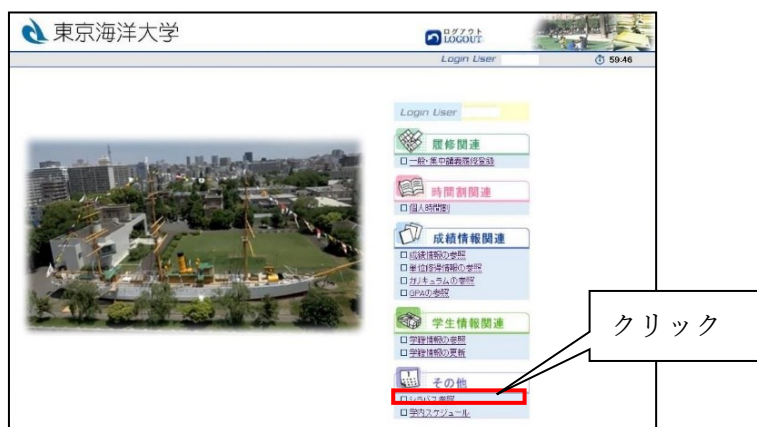 東京海洋大学
ログアウト
LOGOUT
Login User
59:46
Login User
履修関連
一般・集中講義履修登録
時間割関連
個人時間割
成績情報関連
成績情報の参照
単位修得情報の参照
カリキュラムの参照
GPAの参照
学生情報関連
学籍情報の参照
学籍情報の更新
その他
シラバス参照
学内スケジュール
クリック